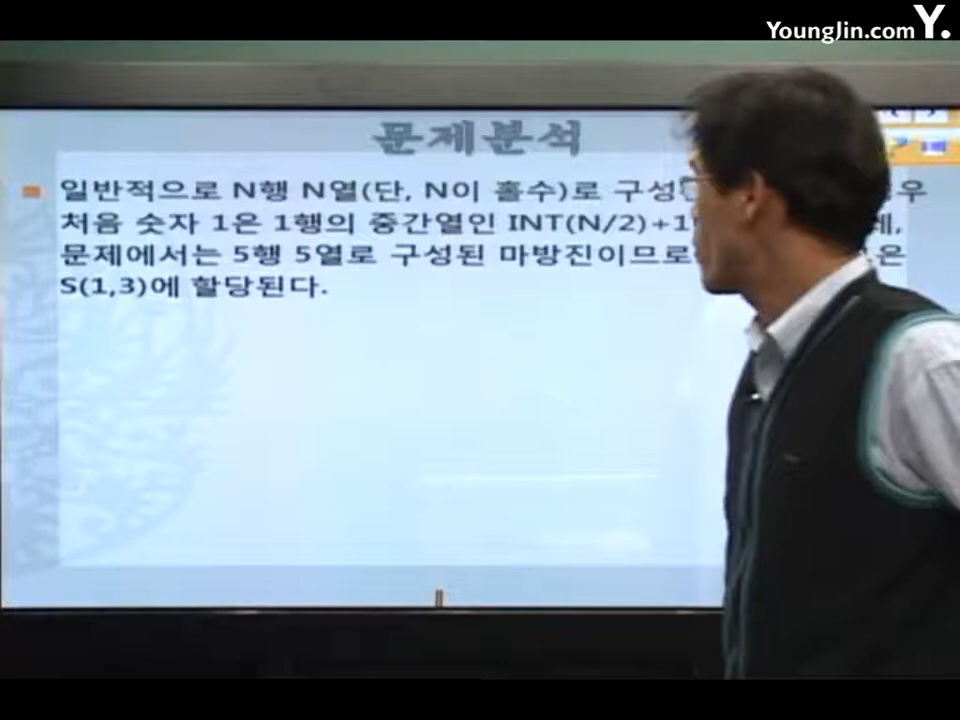 YoungJin.com Y.
문제분석
일반적으로 N행 N열(단, N이 홀수)로 구성 우
처음 숫자 1은 1행의 중간열인 INT(N/2)+1
문제에서는 5행 5열로 구성된 마방진이므로 은
S(1,3)에 할당된다.